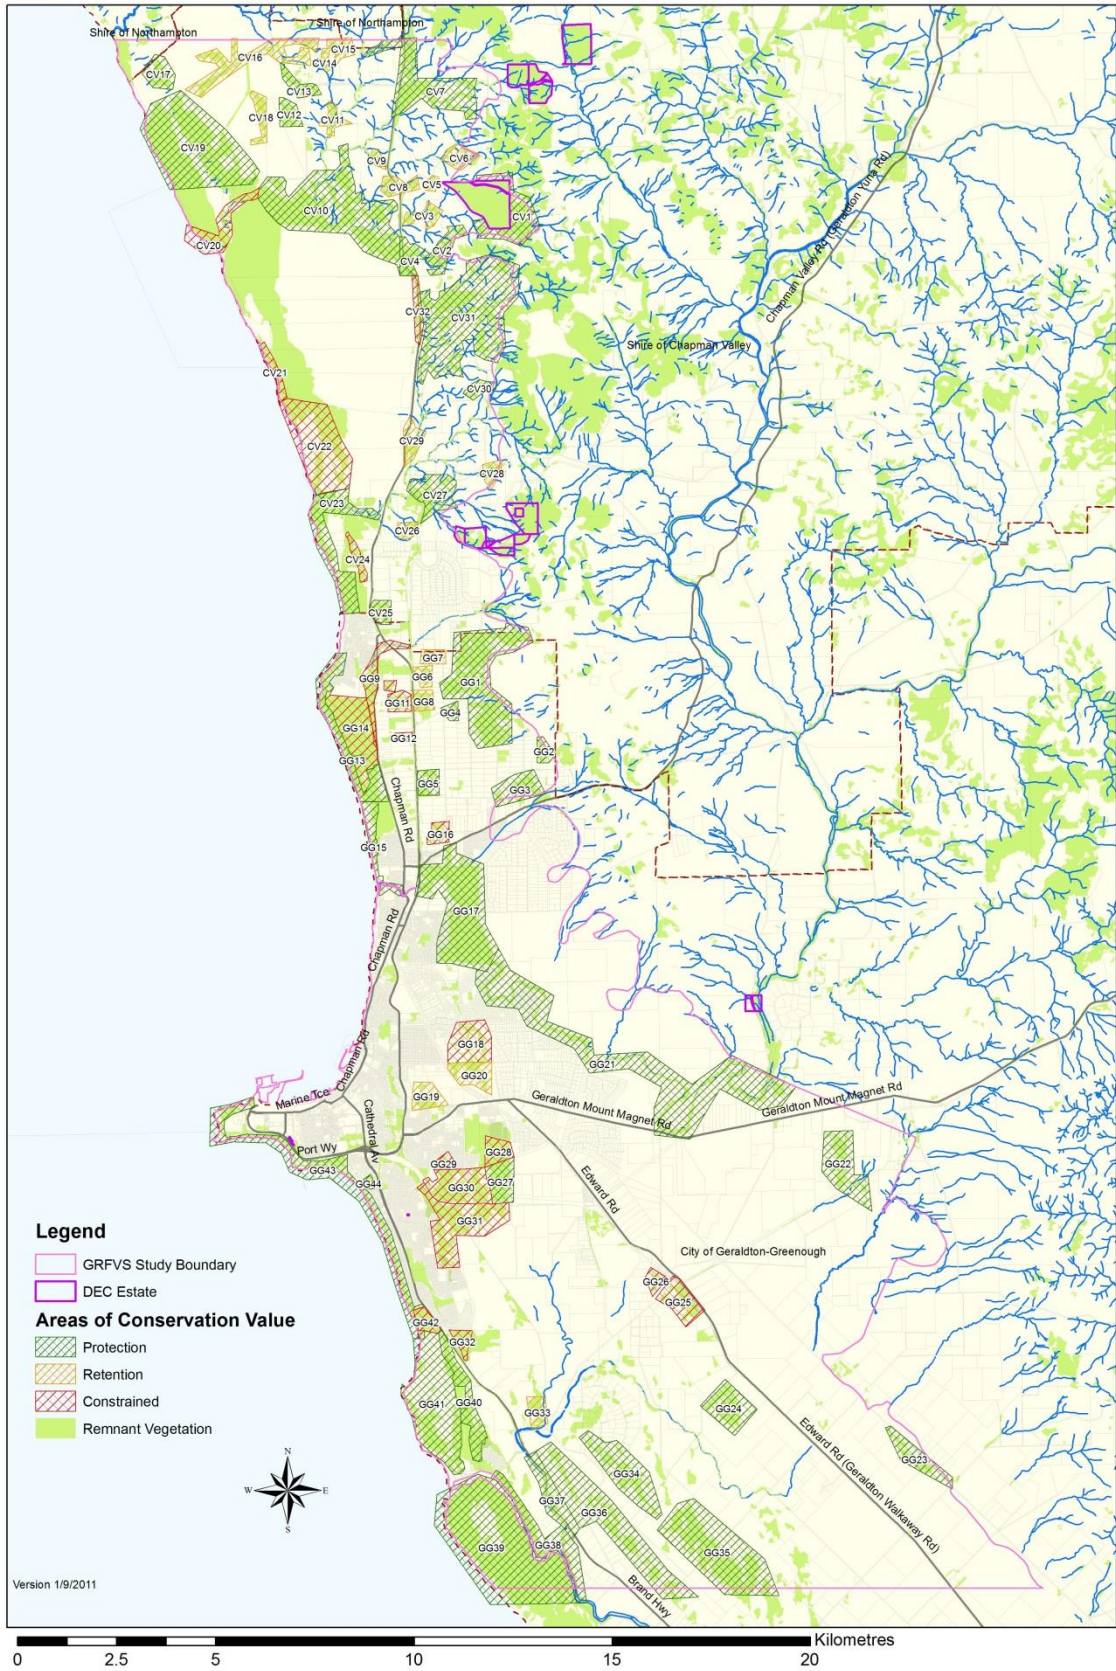 Shire of Northampton
Shire of Northampton
CV15
CV16
CV14
CV17
CV13
CV7
CV12
CV18
CV11
CV19
CV9
CV6
CV8
CV5
CV10
CV3
CV1
CV20
CV2
CV4
Chapman Valley Rd (Geraldton Yuna Rd)
CV32
CV31
Shire of Chapman Valley
CV21
CV30
CV22
CV29
CV28
CV27
CV23
CV26
CV24
CV25
GG7
GG9
GG6
GG1
GG11
GG8
GG4
GG14
GG12
GG2
GG13
GG5
GG3
Chapman Rd
GG16
GG15
GG17
Chapman Rd
GG18
GG21
GG20
Chapman Rd
Marine Tce
GG19
Geraldton Mount Magnet Rd
Geraldton Mount Magnet Rd
Cathedral Av
Port Wy
GG28
GG29
GG22
GG43
GG44
GG30
GG27
Edward Rd
GG31
City of Geraldton-Greenough
GG26
GG25
GG42
GG32
GG41
GG40
GG33
GG24
GG23
Edward Rd (Geraldton Walkaway Rd)
GG34
GG37
GG36
GG39
GG38
GG35
Brand Hwy
Legend
GRFVS Study Boundary
DEC Estate
Areas of Conservation Value
Protection
Retention
Constrained
Remnant Vegetation
N
W E
S
Version 1/9/2011
Kilometres
0 2.5 5 10 15 20